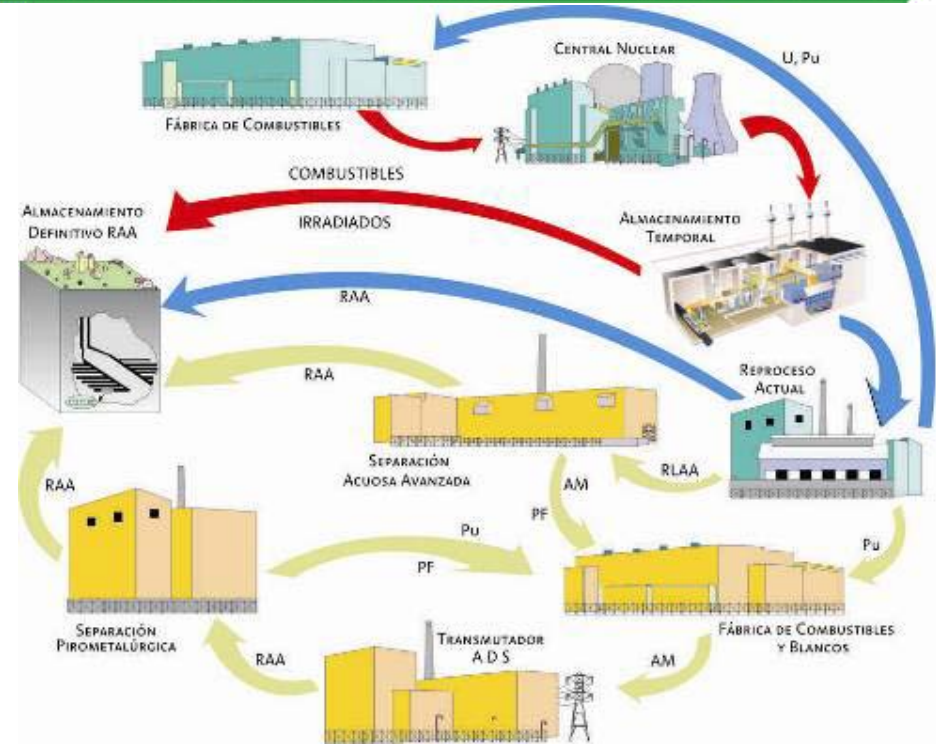 CENTRAL NUCLEAR
U, Pu
FÁBRICA DE COMBUSTIBLES
COMBUSTIBLES
IRRADIADOS
ALMACENAMIENTO
DEFINITIVO RAA
ALMACENAMIENTO
TEMPORAL
RAA
RAA
REPROCESO
ACTUAL
SEPARACIÓN
ACUOSA AVANZADA
RLAA
RAA
AM
PF
Pu
PF
Pu
SEPARACIÓN
PIROMETALÚRGICA
RAA
TRANSMUTADOR
A D S
AM
FÁBRICA DE COMBUSTIBLES
Y BLANCOS